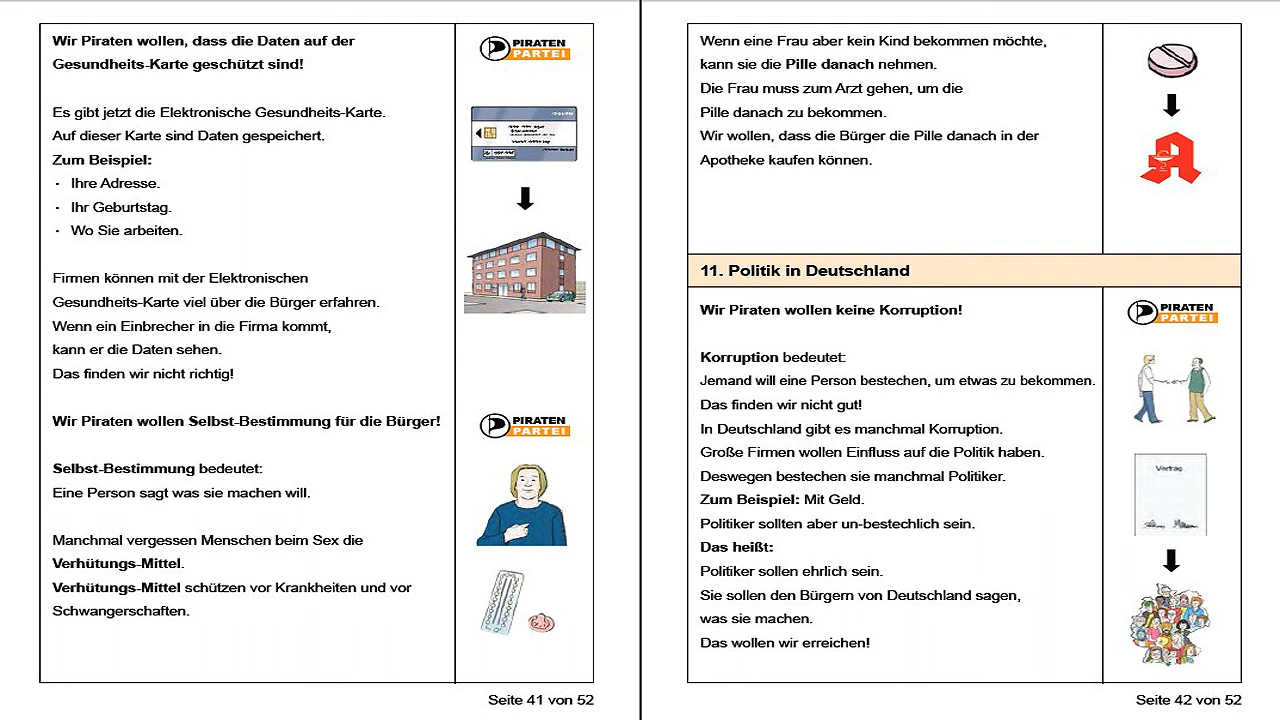 Wir Piraten wollen, dass die Daten auf der
Gesundheits-Karte geschützt sind!
PIRATEN
PARTEI
Es gibt jetzt die Elektronische Gesundheits-Karte.
Auf dieser Karte sind Daten gespeichert.
Zum Beispiel:
· Ihre Adresse.
· Ihr Geburtstag.
· Wo Sie arbeiten.
Firmen können mit der Elektronischen
Gesundheits-Karte viel über die Bürger erfahren.
Wenn ein Einbrecher in die Firma kommt,
kann er die Daten sehen.
Das finden wir nicht richtig!
Wir Piraten wollen Selbst-Bestimmung für die Bürger!
PIRATEN
PARTEI
Selbst-Bestimmung bedeutet:
Eine Person sagt was sie machen will.
Manchmal vergessen Menschen beim Sex die
Verhütungs-Mittel.
Verhütungs-Mittel schützen vor Krankheiten und vor
Schwangerschaften.
Seite 41 von 52
Wenn eine Frau aber kein Kind bekommen möchte,
kann sie die Pille danach nehmen.
Die Frau muss zum Arzt gehen, um die
Pille danach zu bekommen.
Wir wollen, dass die Bürger die Pille danach in der
Apotheke kaufen können.
11. Politik in Deutschland
Wir Piraten wollen keine Korruption!
PIRATEN
PARTEI
Korruption bedeutet:
Jemand will eine Person bestechen, um etwas zu bekommen.
Das finden wir nicht gut!
In Deutschland gibt es manchmal Korruption.
Große Firmen wollen Einfluss auf die Politik haben.
Deswegen bestechen sie manchmal Politiker.
Zum Beispiel: Mit Geld.
Politiker sollten aber un-bestechlich sein.
Das heißt:
Politiker sollen ehrlich sein.
Sie sollen den Bürgern von Deutschland sagen,
was sie machen.
Das wollen wir erreichen!
Vertrag
Seite 42 von 52